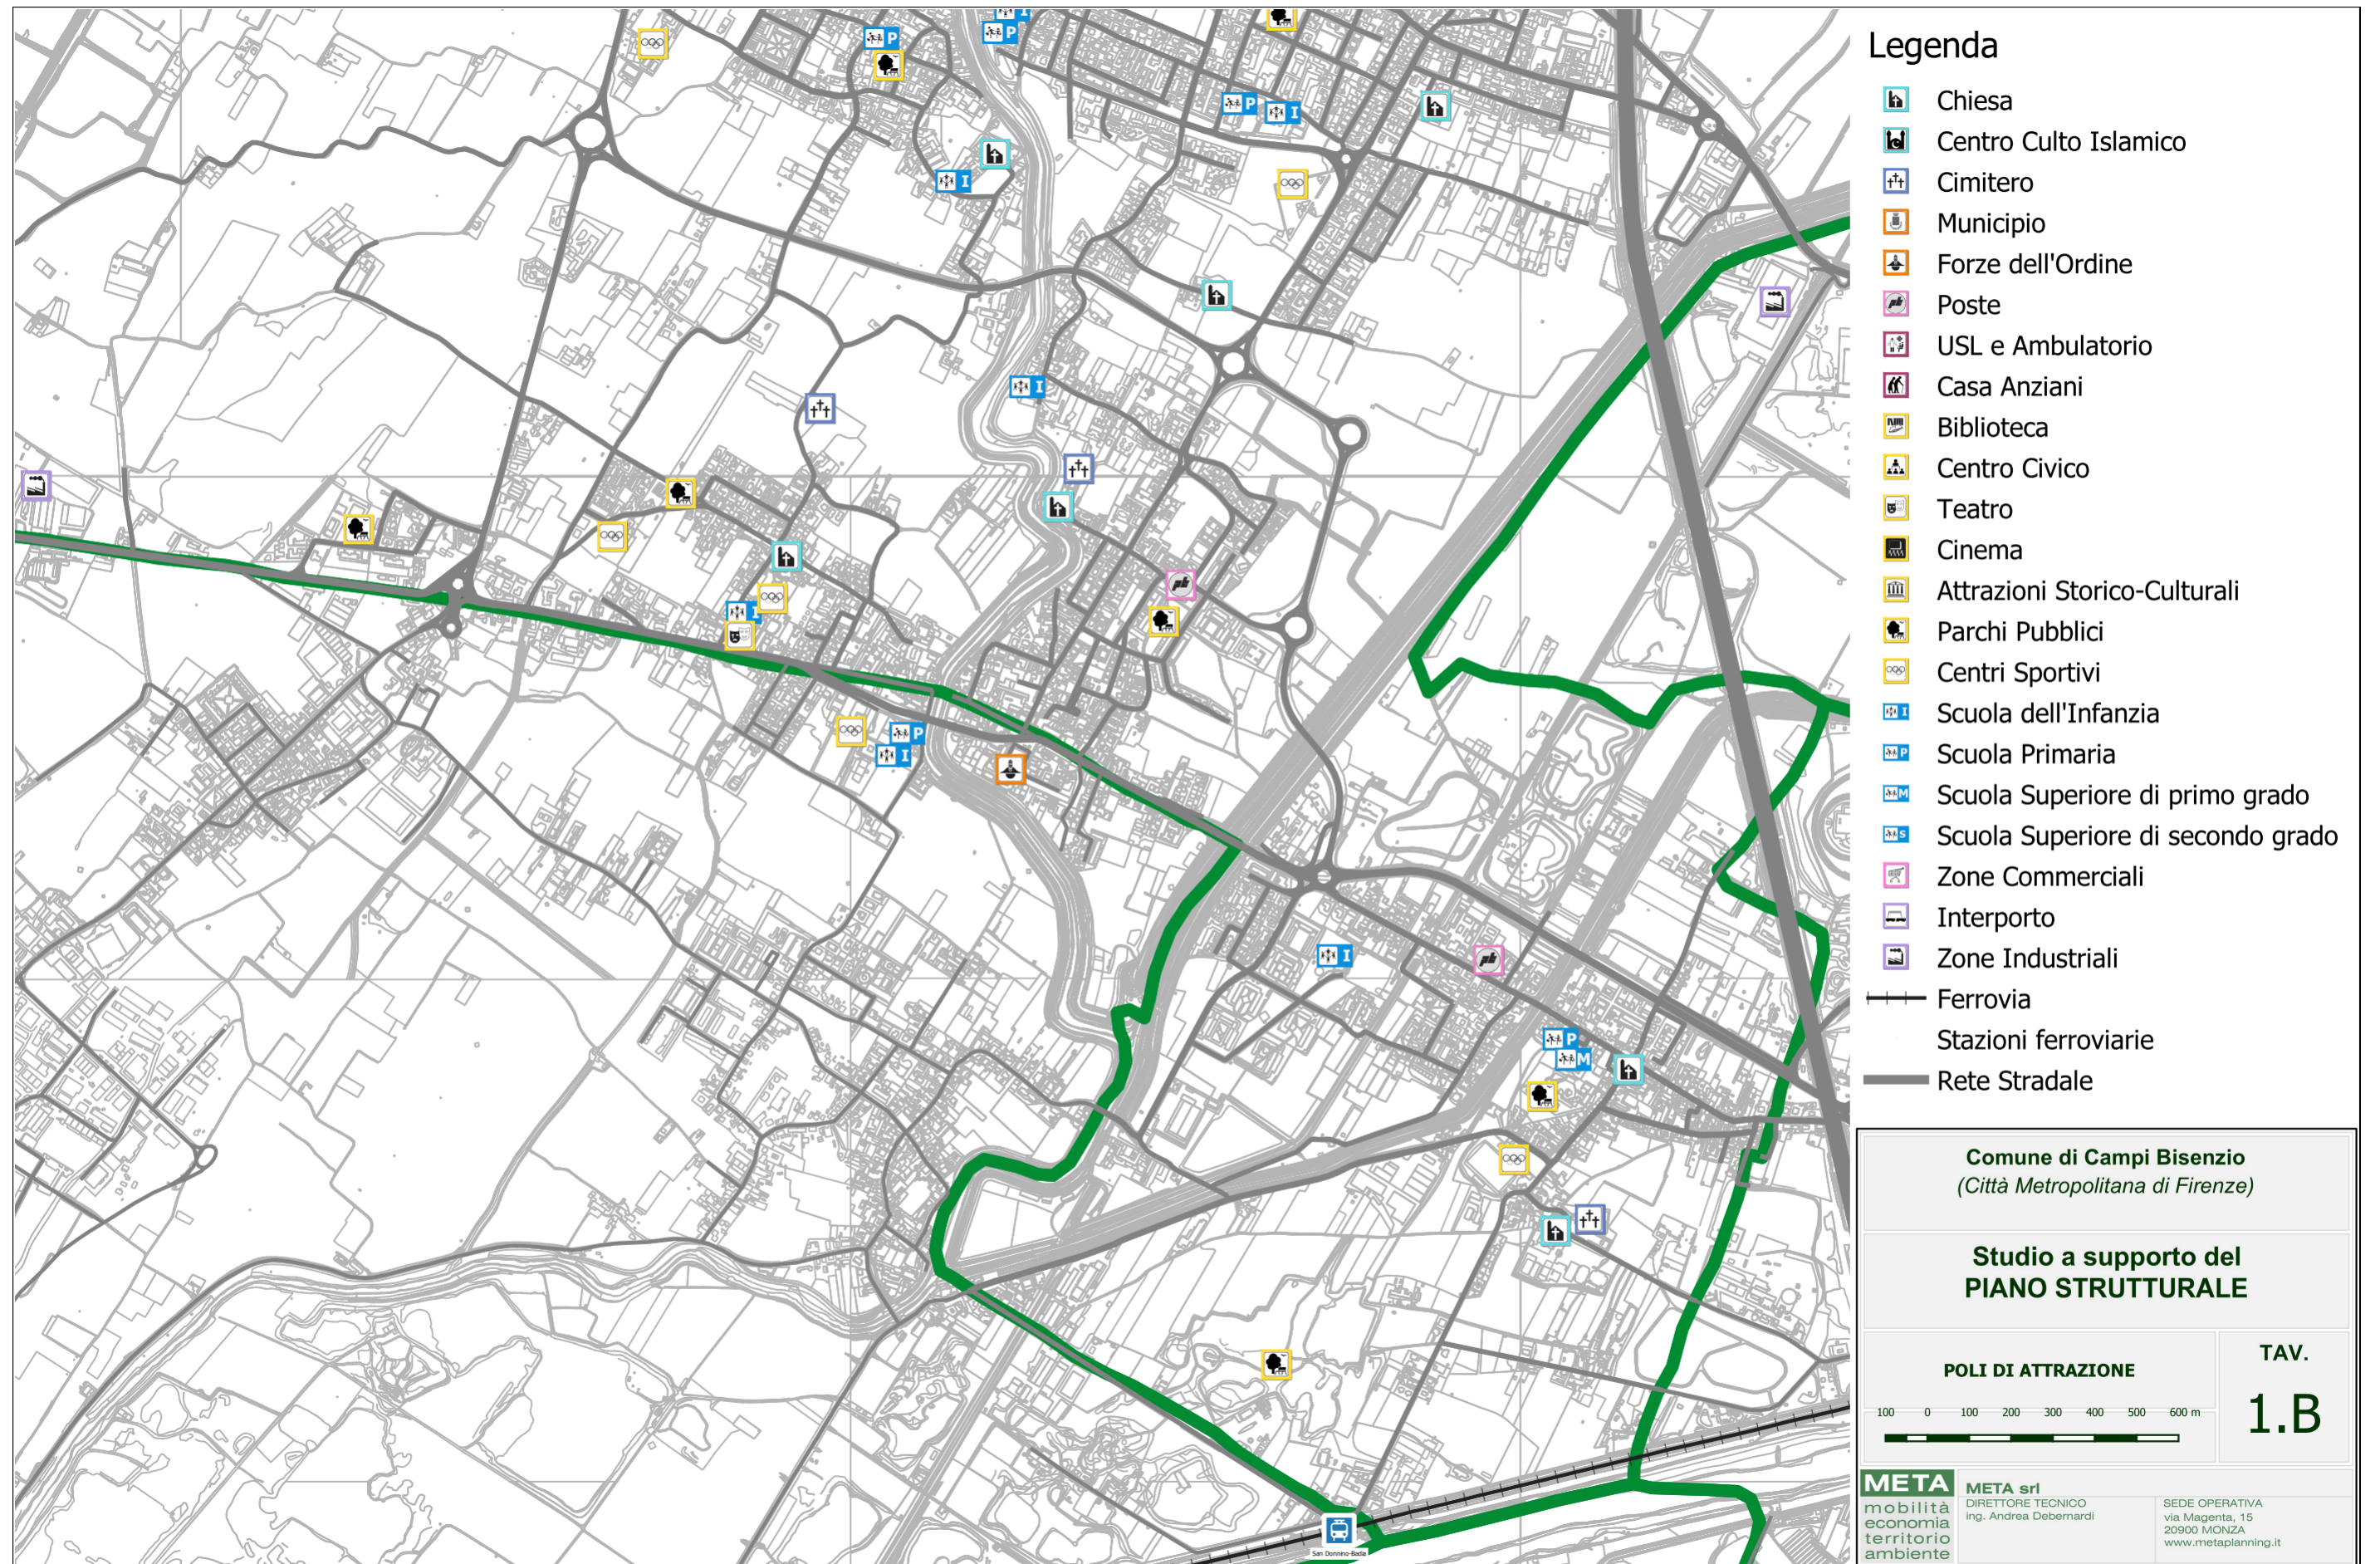 Legenda
Chiesa
Centro Culto Islamico
Cimitero
Municipio
Forze dell'Ordine
Poste
USL e Ambulatorio
Casa Anziani
Biblioteca
Centro Civico
Teatro
Cinema
Attrazioni Storico-Culturali
Parchi Pubblici
Centri Sportivi
I Scuola dell'Infanzia
P Scuola Primaria
M Scuola Superiore di primo grado
S Scuola Superiore di secondo grado
Zone Commerciali
Interporto
Zone Industriali
Ferrovia
Stazioni ferroviarie
Rete Stradale
P
I
P
P
I
I
I
I
P
I
I
P
M
San Donnino-Badia
Comune di Campi Bisenzio
(Città Metropolitana di Firenze)
Studio a supporto del
PIANO STRUTTURALE
POLI DI ATTRAZIONE
100 0 100 200 300 400 500 600 m
TAV.
1.B
META
mobilità
economia
territorio
ambiente
META srl
DIRETTORE TECNICO
ing. Andrea Debernardi
SEDE OPERATIVA
via Magenta, 15
20900 MONZA
www.metaplanning.it